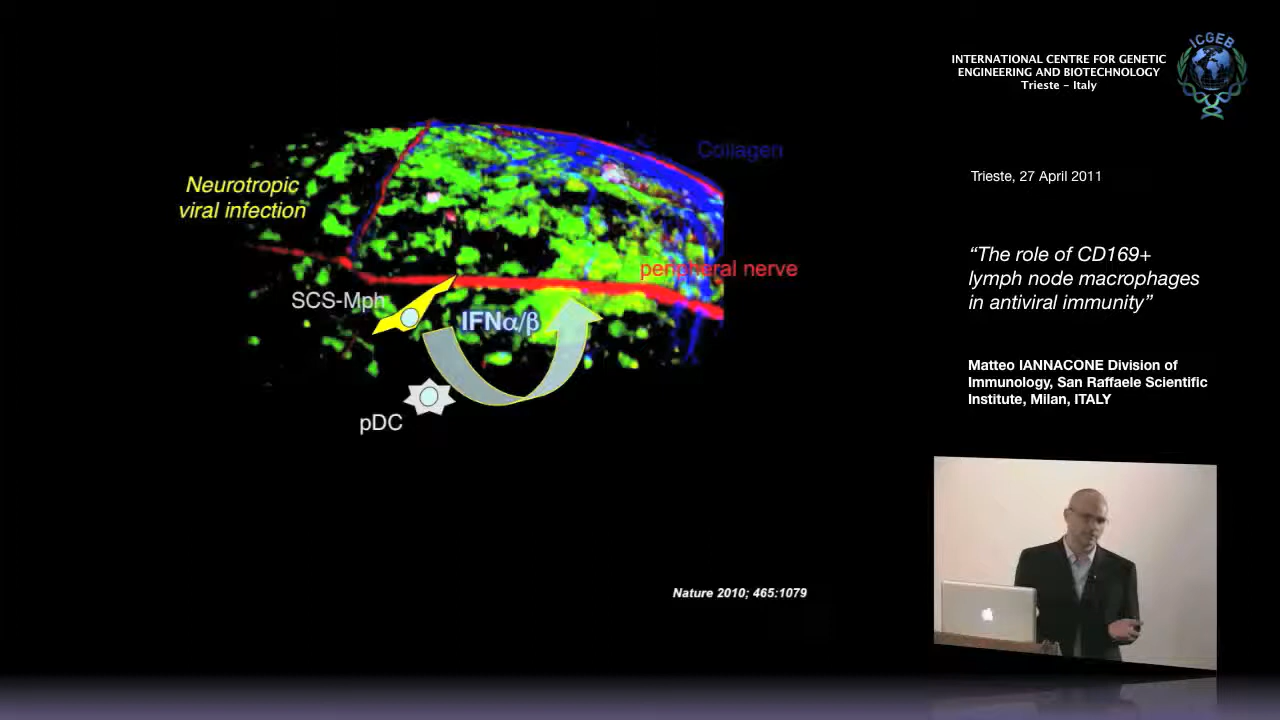 INTERNATIONAL CENTRE FOR GENETIC
ENGINEERING AND BIOTECHNOLOGY
Trieste – Italy
ICGEB
Trieste, 27 April 2011
“The role of CD169+
lymph node macrophages
in antiviral immunity”
Matteo IANNACONE Division of
Immunology, San Raffaele Scientific
Institute, Milan, ITALY
Collagen
Neurotropic
viral infection
peripheral nerve
SCS-Mph
IFNα/β
pDC
Nature 2010; 465:1079